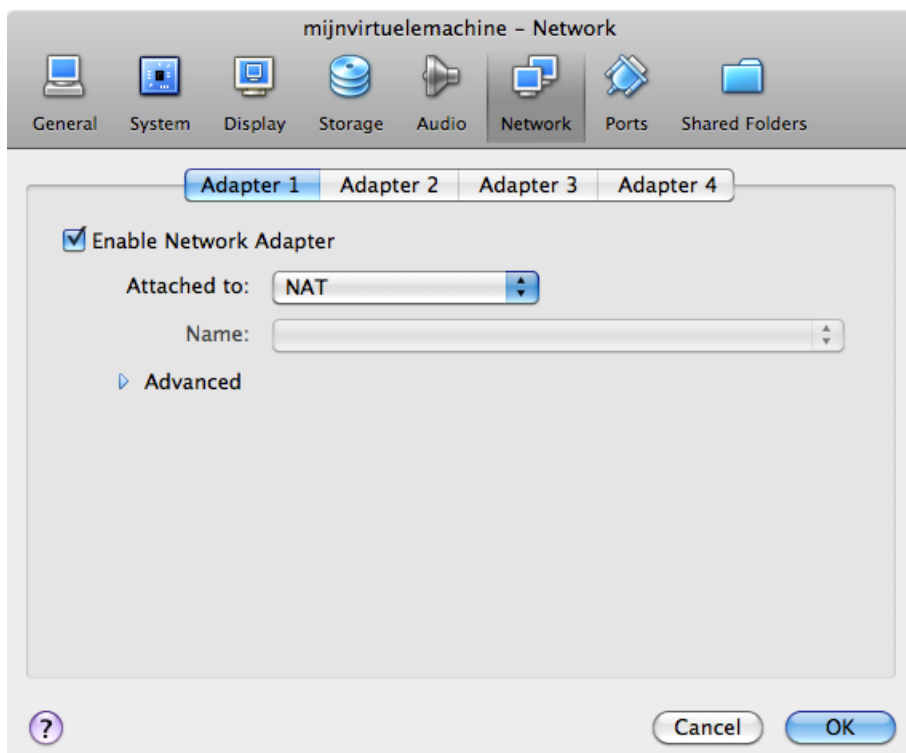 mijnvirtuelemachine – Network
General System Display Storage Audio Network Ports Shared Folders
Adapter 1 Adapter 2 Adapter 3 Adapter 4
Enable Network Adapter
Attached to: NAT
Name:
Advanced
? Cancel OK